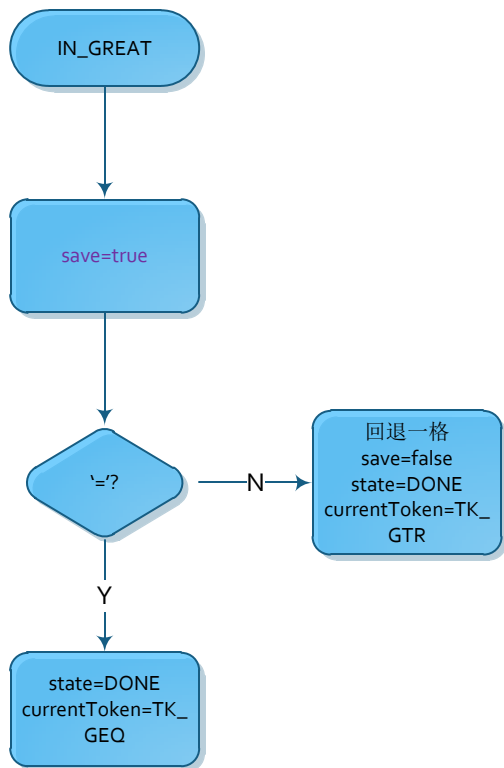 IN_GREAT
save=true
‘=’?
N
回退一格
save=false
state=DONE
currentToken=TK_
GTR
Y
state=DONE
currentToken=TK_
GEQ